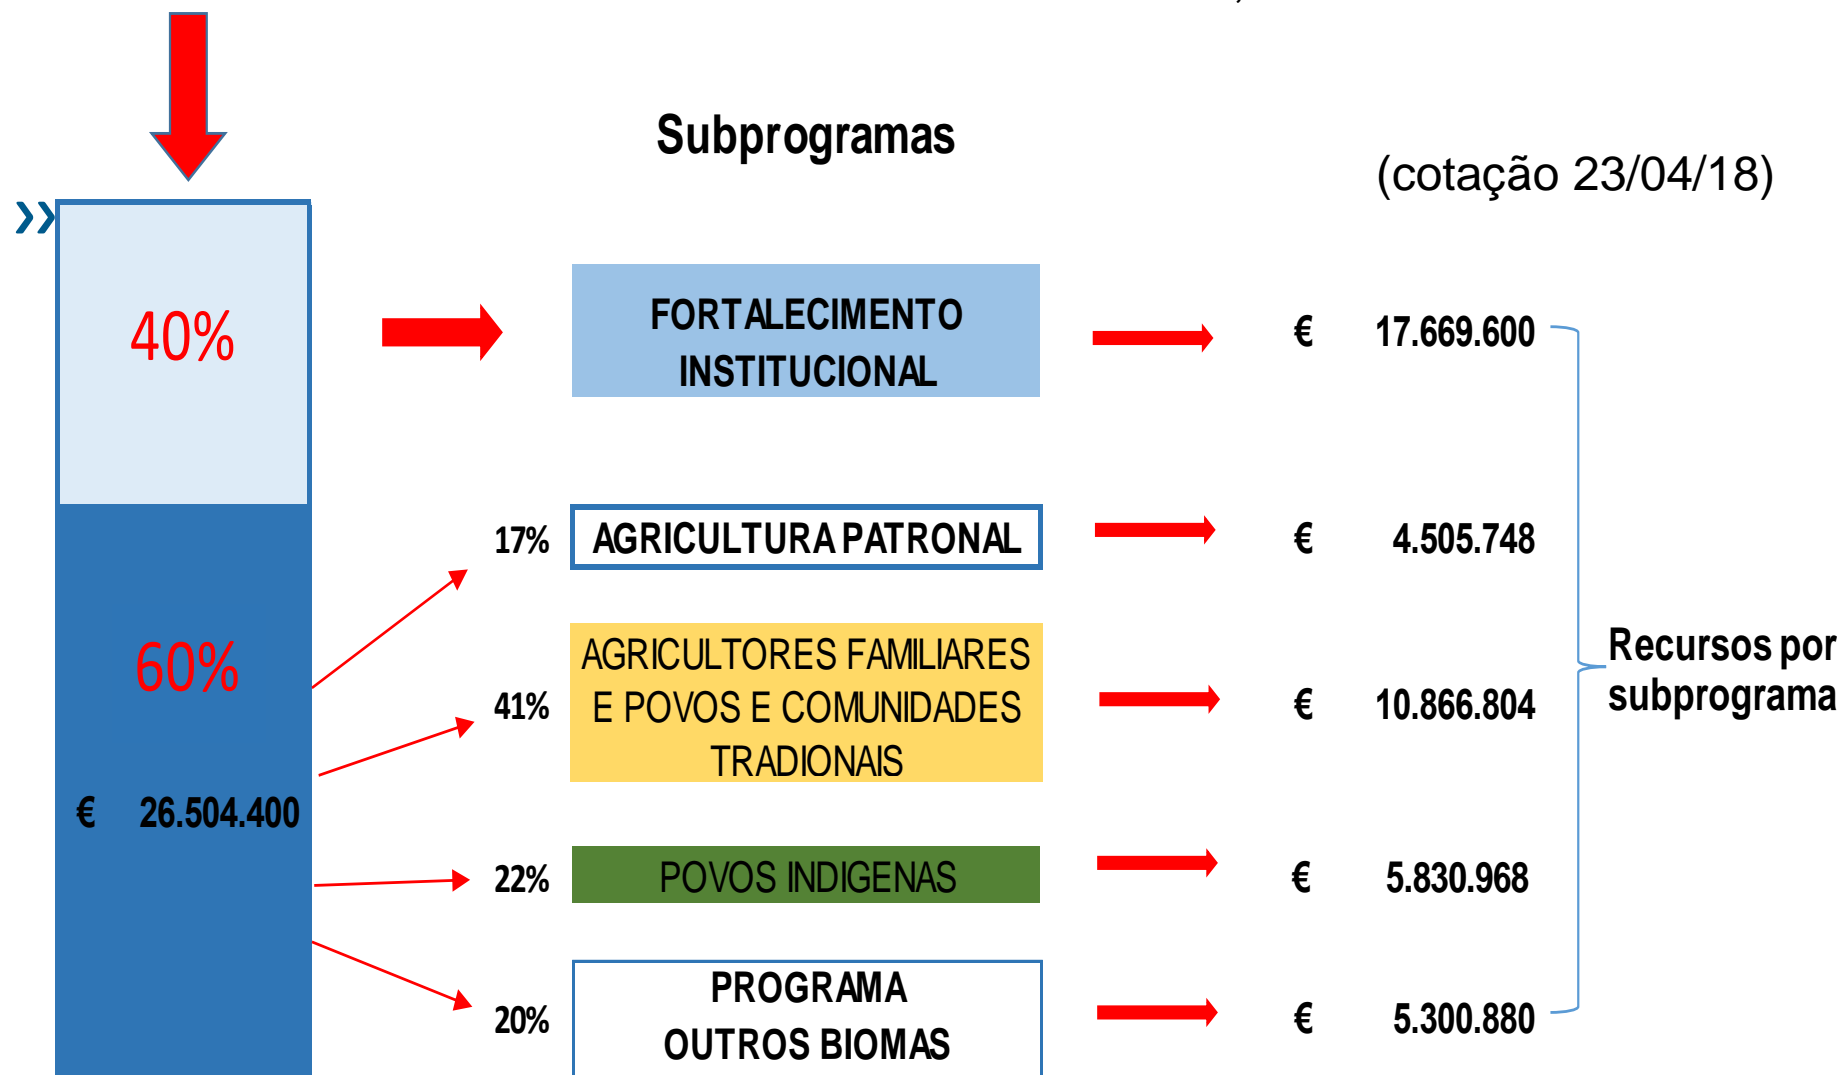 Subprogramas
(cotação 23/04/18)
40%
FORTALECIMENTO
INSTITUCIONAL
€ 17.669.600
17%
AGRICULTURA PATRONAL
€ 4.505.748
60%
€ 26.504.400
41%
AGRICULTORES FAMILIARES
E POVOS E COMUNIDADES
TRADIONAIS
€ 10.866.804
22%
POVOS INDIGENAS
€ 5.830.968
20%
PROGRAMA
OUTROS BIOMAS
€ 5.300.880
Recursos por
subprograma